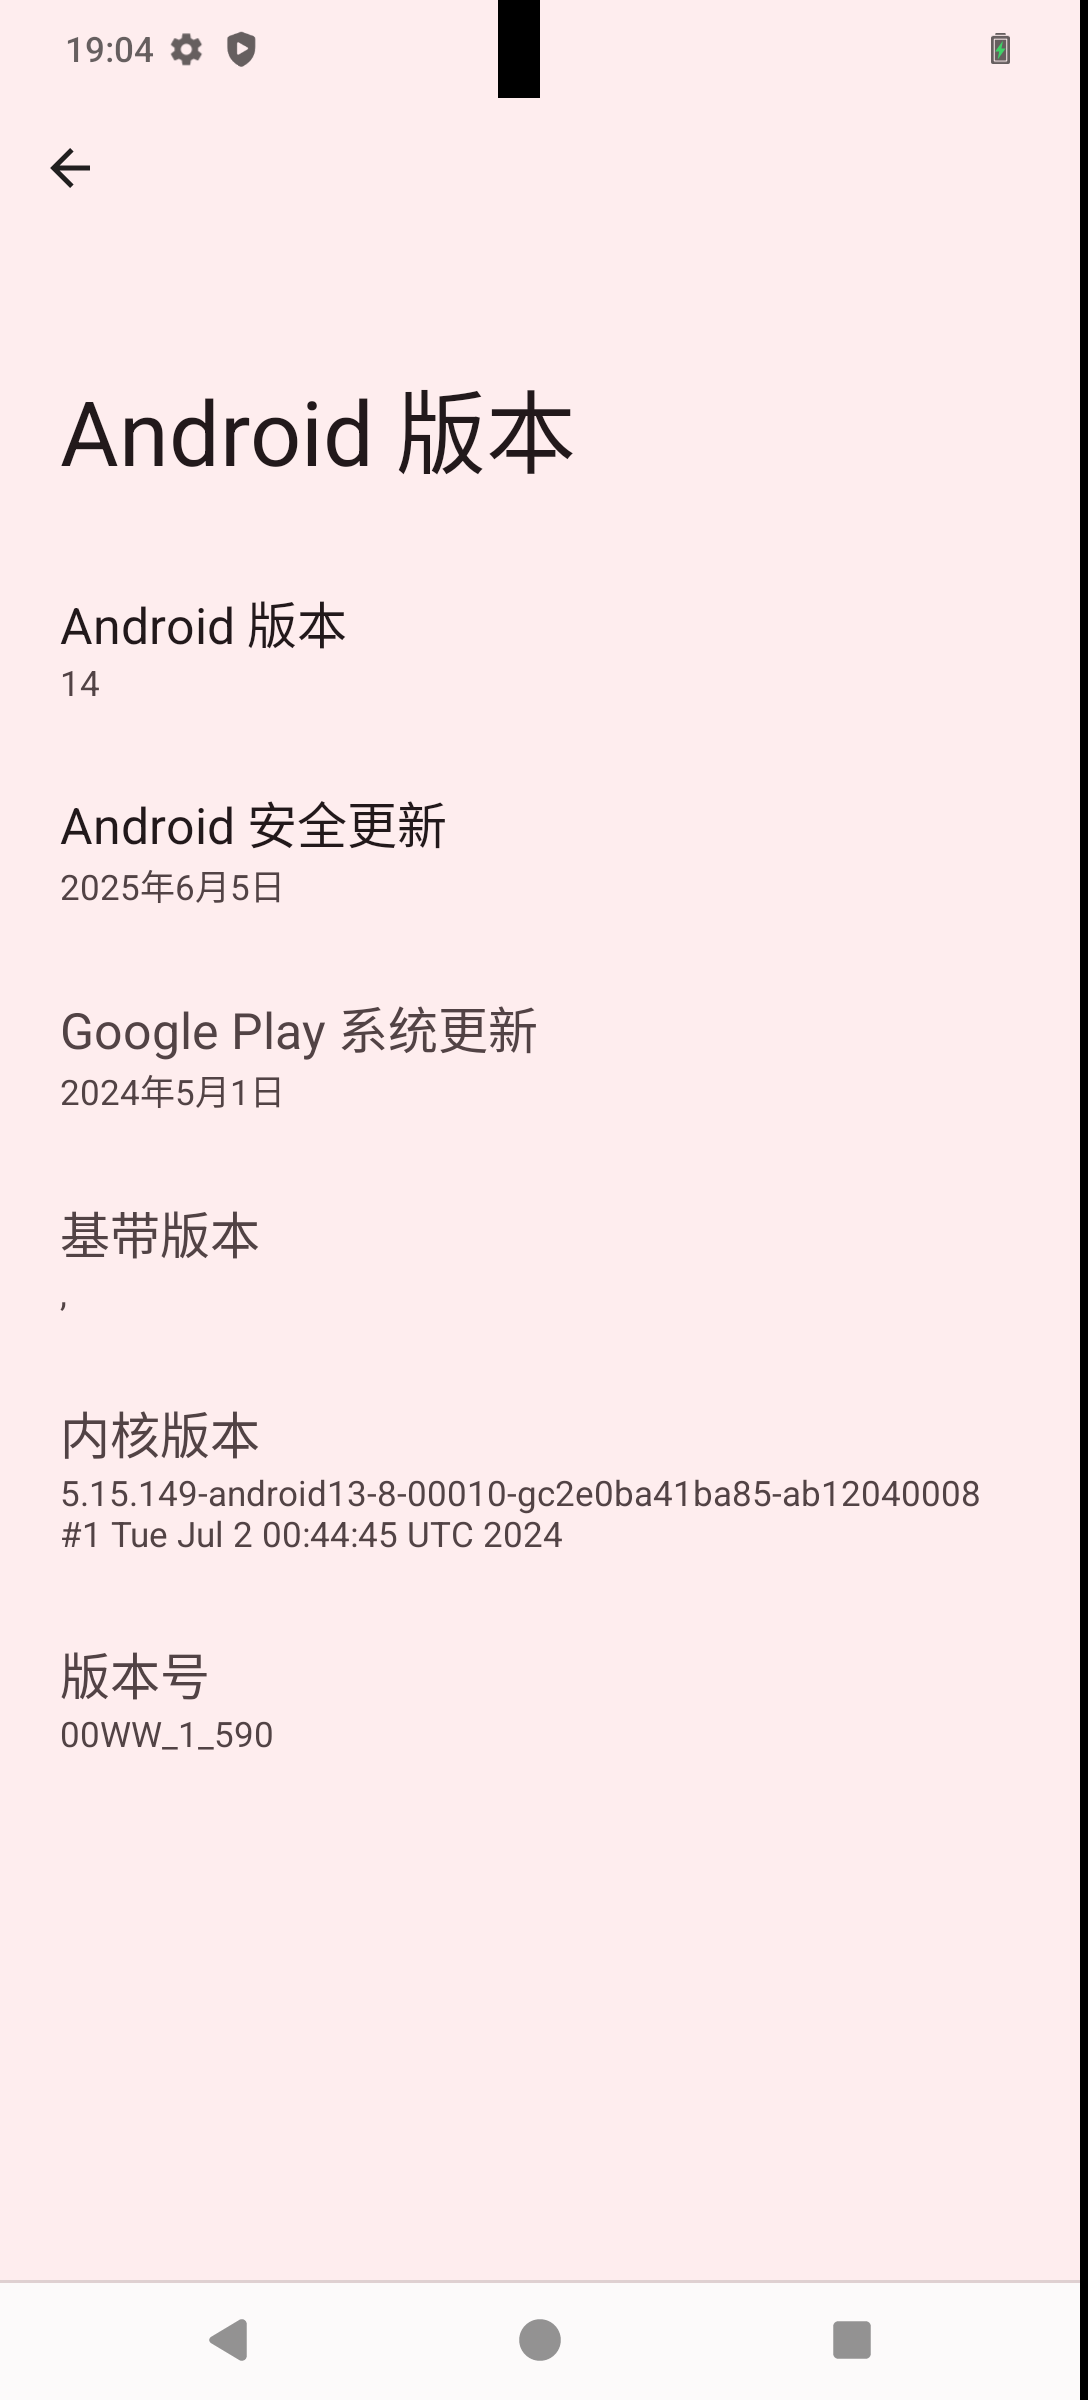 19:04
Android 版本
Android 版本
14
Android 安全更新
2025年6月5日
Google Play 系统更新
2024年5月1日
基带版本
,
内核版本
5.15.149-android13-8-00010-gc2e0ba41ba85-ab12040008
#1 Tue Jul 2 00:44:45 UTC 2024
版本号
00WW_1_590